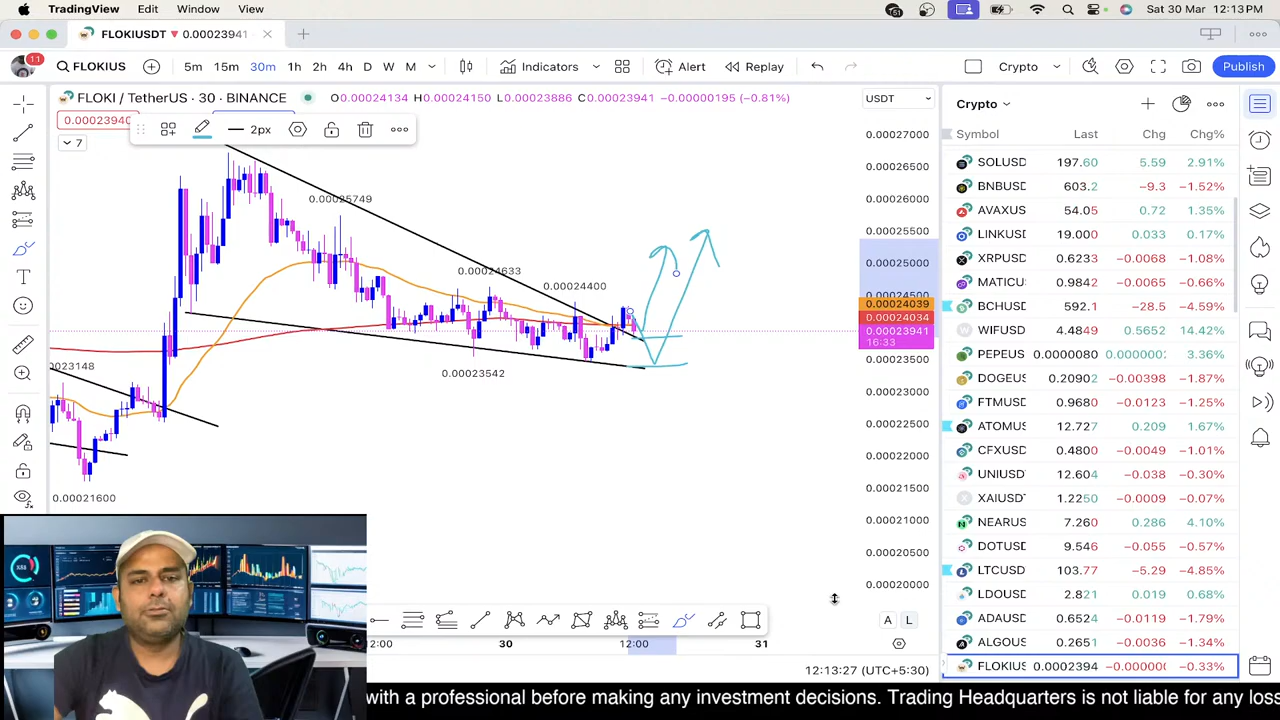 TradingView Edit Window View Sat 30 Mar 12:13 PM
FLOKIUSDT ▼ 0.00023941
11 FLOKIUS 5m 15m 30m 1h 2h 4h D W M Indicators Alert Replay Crypto Publish
FLOKI / TetherUS · 30 · BINANCE O0.00024134 H0.00024150 L0.00023886 C0.00023941 −0.00000195 (−0.81%) USDT
0.00023940
2px
7
0.00025749
0.00024633
0.00024400
0.00023542
0.00021600
0.00027000
0.00026500
0.00026000
0.00025500
0.00025000
0.00024039
0.00024034
0.00023941
16:33
0.00023500
0.00023000
0.00022500
0.00022000
0.00021500
0.00021000
0.00020500
0.00020000
A L
12:00 30 12:00 31
12:13:27 (UTC+5:30)
Crypto
Symbol Last Chg Chg%
SOLUSD 197.60 5.59 2.91%
BNBUSD 603.2 −9.3 −1.52%
AVAXUS 54.05 0.72 1.35%
LINKUSD 19.000 0.033 0.17%
XRPUSD 0.6233 −0.0068 −1.08%
MATICUS 0.9842 −0.0065 −0.66%
BCHUSD 592.1 −28.5 −4.59%
WIFUSD 4.4849 0.5652 14.42%
PEPEUS 0.0000080 0.0000002 3.36%
DOGEUS 0.20902 −0.00398 −1.87%
FTMUSD 0.9680 −0.0123 −1.25%
ATOMUS 12.727 0.209 1.67%
CFXUSD 0.4800 −0.0049 −1.01%
UNIUSD 12.604 −0.038 −0.30%
XAIUSDT 1.2250 −0.0009 −0.07%
NEARUS 7.260 0.286 4.10%
DOTUSD 9.546 −0.055 −0.57%
LTCUSD 103.77 −5.29 −4.85%
LDOUSD 2.821 0.019 0.68%
ADAUSD 0.6524 −0.0119 −1.79%
ALGOUS 0.2651 −0.0036 −1.34%
FLOKIUS 0.0002394 −0.00000 −0.33%
with a professional before making any investment decisions. Trading Headquarters is not liable for any loss